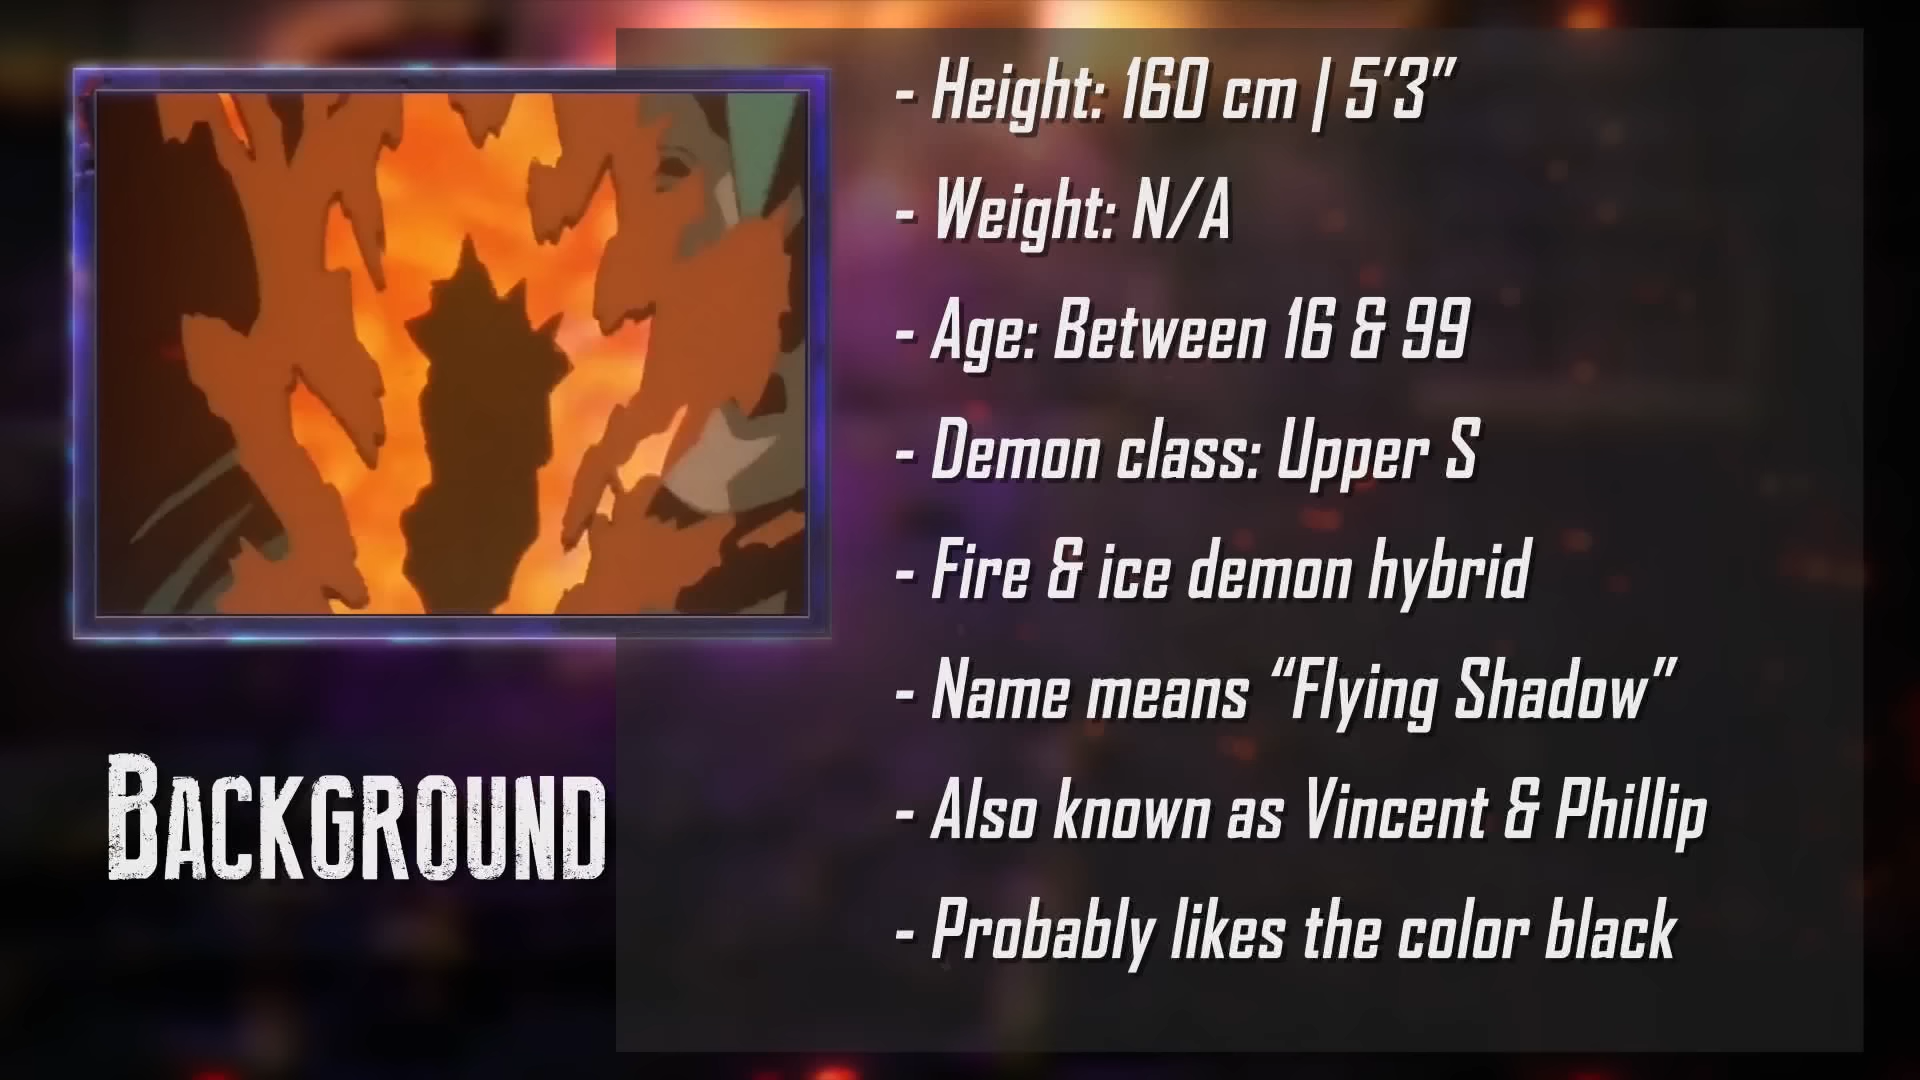 - Height: 160 cm | 5'3"
- Weight: N/A
- Age: Between 16 & 99
- Demon class: Upper S
- Fire & ice demon hybrid
- Name means “Flying Shadow”
- Also known as Vincent & Phillip
- Probably likes the color black
Background